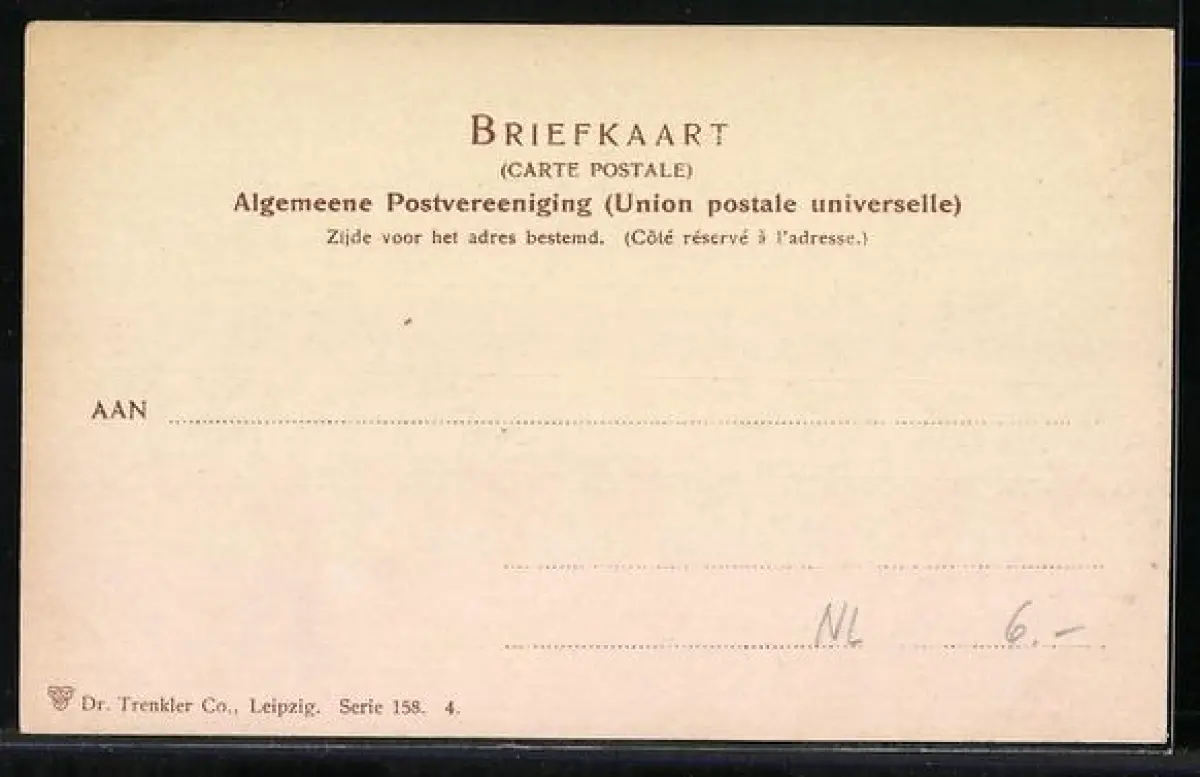 BRIEFKAART
(CARTE POSTALE)
Algemeene Postvereeniging (Union postale universelle)
Zijde voor het adres bestemd. (Côté réservé à l'adresse.)
AAN
NL 6.-
Dr. Trenkler Co., Leipzig. Serie 158. 4.